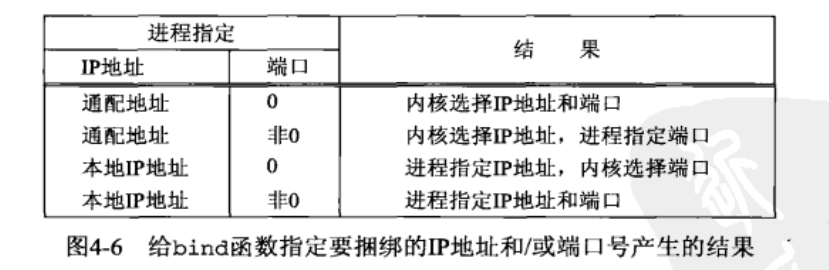 进程指定
结 果
IP地址 端口
通配地址 0 内核选择IP地址和端口
通配地址 非0 内核选择IP地址，进程指定端口
本地IP地址 0 进程指定IP地址，内核选择端口
本地IP地址 非0 进程指定IP地址和端口
图4-6 给bind函数指定要捆绑的IP地址和/或端口号产生的结果